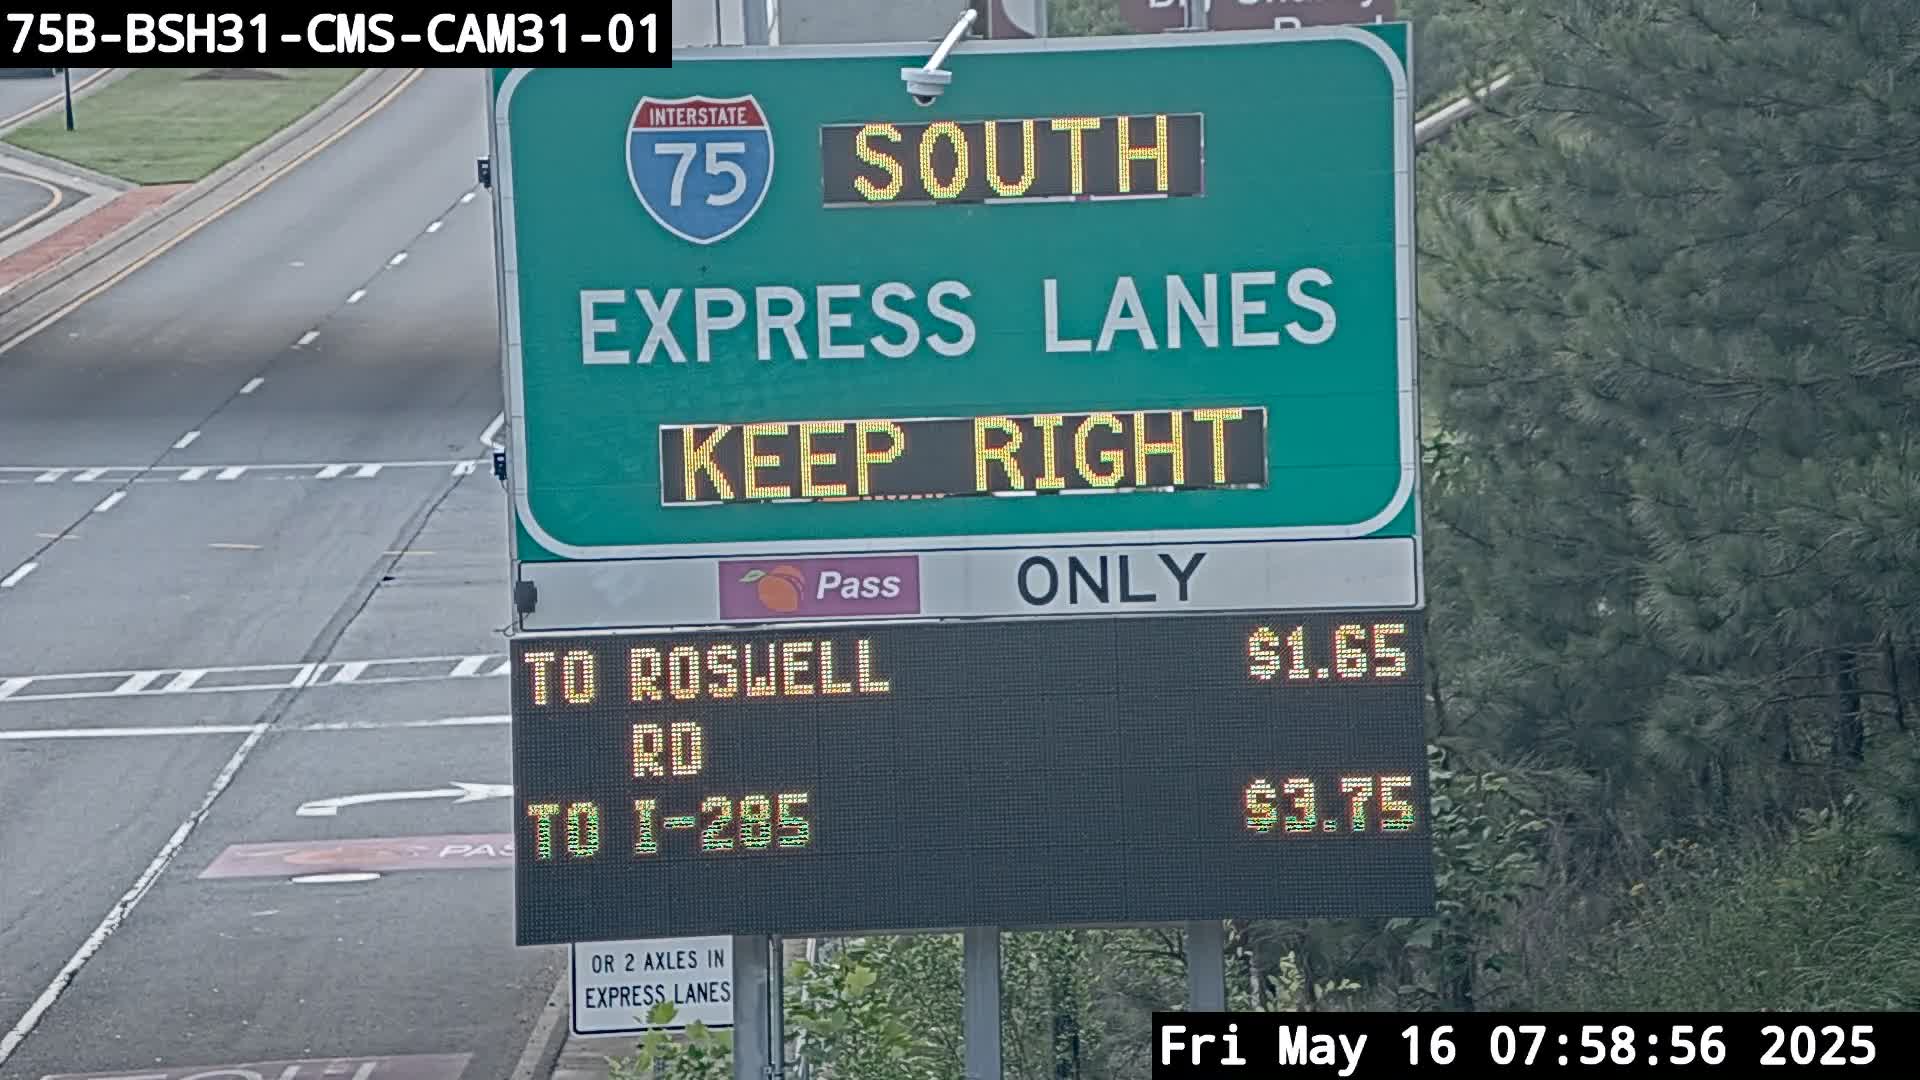 75B-BSH31-CMS-CAM31-01
INTERSTATE
75
SOUTH
EXPRESS LANES
KEEP RIGHT
Pass
ONLY
TO ROSWELL $1.65
RD
TO I-285 $3.75
OR 2 AXLES IN
EXPRESS LANES
Fri May 16 07:58:56 2025